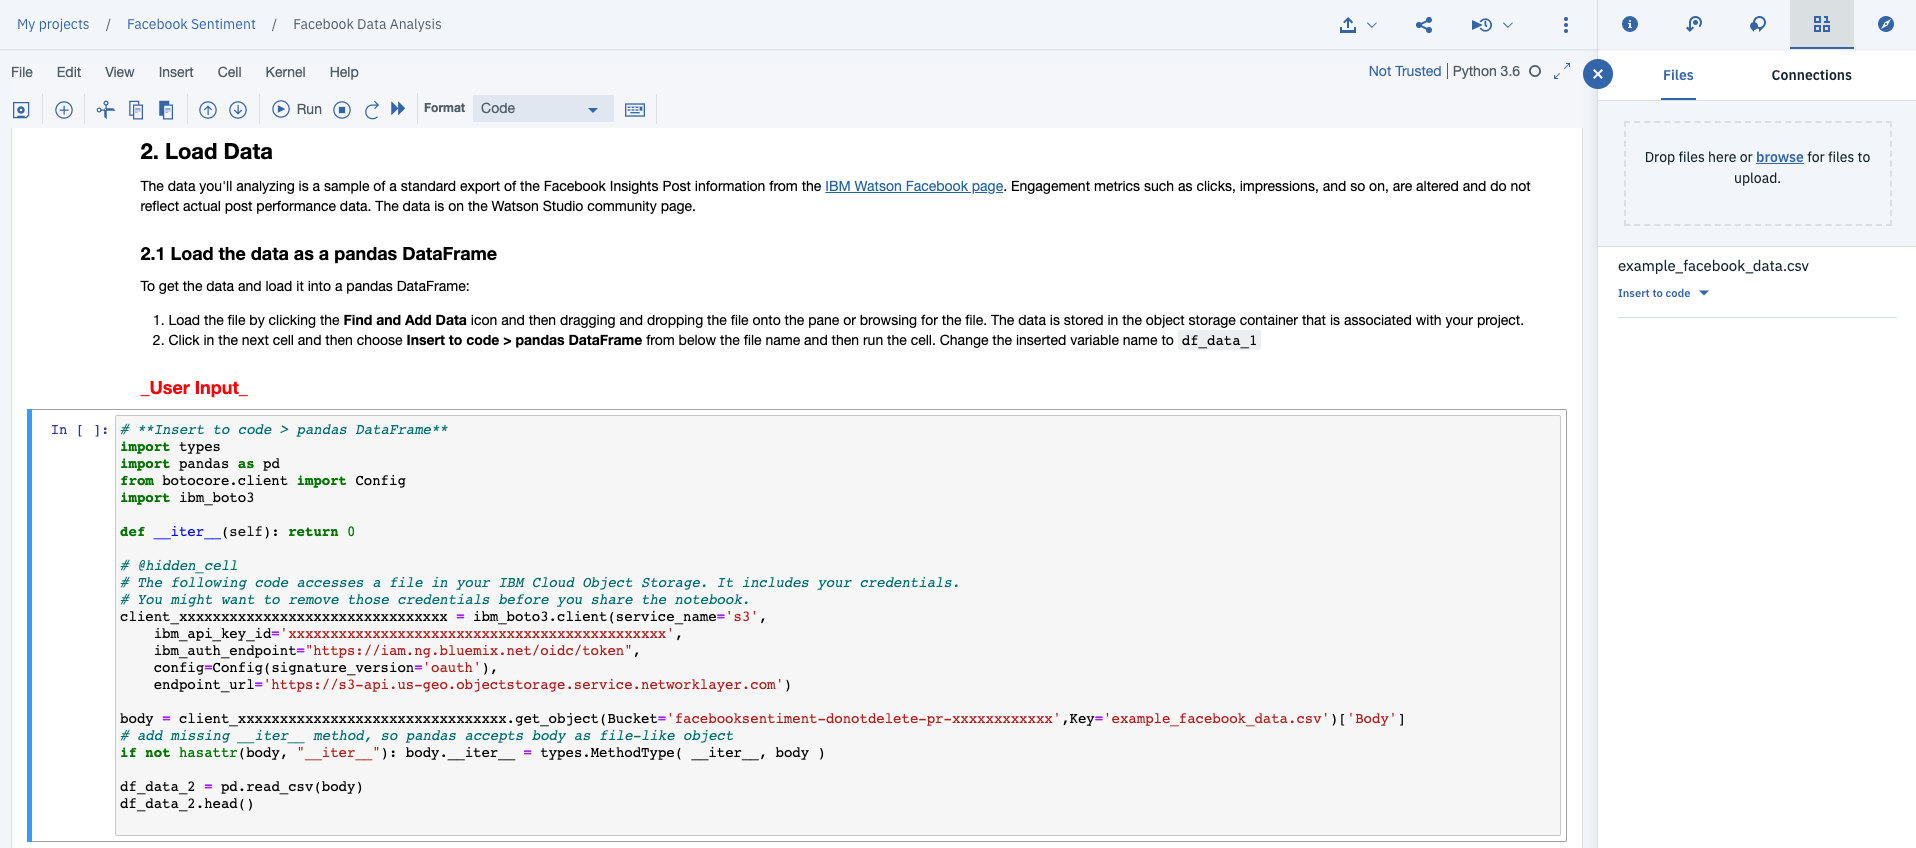 My projects / Facebook Sentiment / Facebook Data Analysis
File Edit View Insert Cell Kernel Help
Not Trusted | Python 3.6
Files Connections
Run Format Code
Drop files here or browse for files to
upload.
example_facebook_data.csv
Insert to code
2. Load Data
The data you'll analyzing is a sample of a standard export of the Facebook Insights Post information from the IBM Watson Facebook page. Engagement metrics such as clicks, impressions, and so on, are altered and do not
reflect actual post performance data. The data is on the Watson Studio community page.
2.1 Load the data as a pandas DataFrame
To get the data and load it into a pandas DataFrame:
1. Load the file by clicking the Find and Add Data icon and then dragging and dropping the file onto the pane or browsing for the file. The data is stored in the object storage container that is associated with your project.
2. Click in the next cell and then choose Insert to code > pandas DataFrame from below the file name and then run the cell. Change the inserted variable name to df_data_1
_User Input_
In [ ]:
# **Insert to code > pandas DataFrame**
import types
import pandas as pd
from botocore.client import Config
import ibm_boto3
def __iter__(self): return 0
# @hidden_cell
# The following code accesses a file in your IBM Cloud Object Storage. It includes your credentials.
# You might want to remove those credentials before you share the notebook.
client_xxxxxxxxxxxxxxxxxxxxxxxxxxxxxxxx = ibm_boto3.client(service_name='s3',
ibm_api_key_id='xxxxxxxxxxxxxxxxxxxxxxxxxxxxxxxxxxxxxxxxxxxxx',
ibm_auth_endpoint="https://iam.ng.bluemix.net/oidc/token",
config=Config(signature_version='oauth'),
endpoint_url='https://s3-api.us-geo.objectstorage.service.networklayer.com')
body = client_xxxxxxxxxxxxxxxxxxxxxxxxxxxxxxxx.get_object(Bucket='facebooksentiment-donotdelete-pr-xxxxxxxxxxxx',Key='example_facebook_data.csv')['Body']
# add missing __iter__ method, so pandas accepts body as file-like object
if not hasattr(body, "__iter__"): body.__iter__ = types.MethodType( __iter__, body )
df_data_2 = pd.read_csv(body)
df_data_2.head()